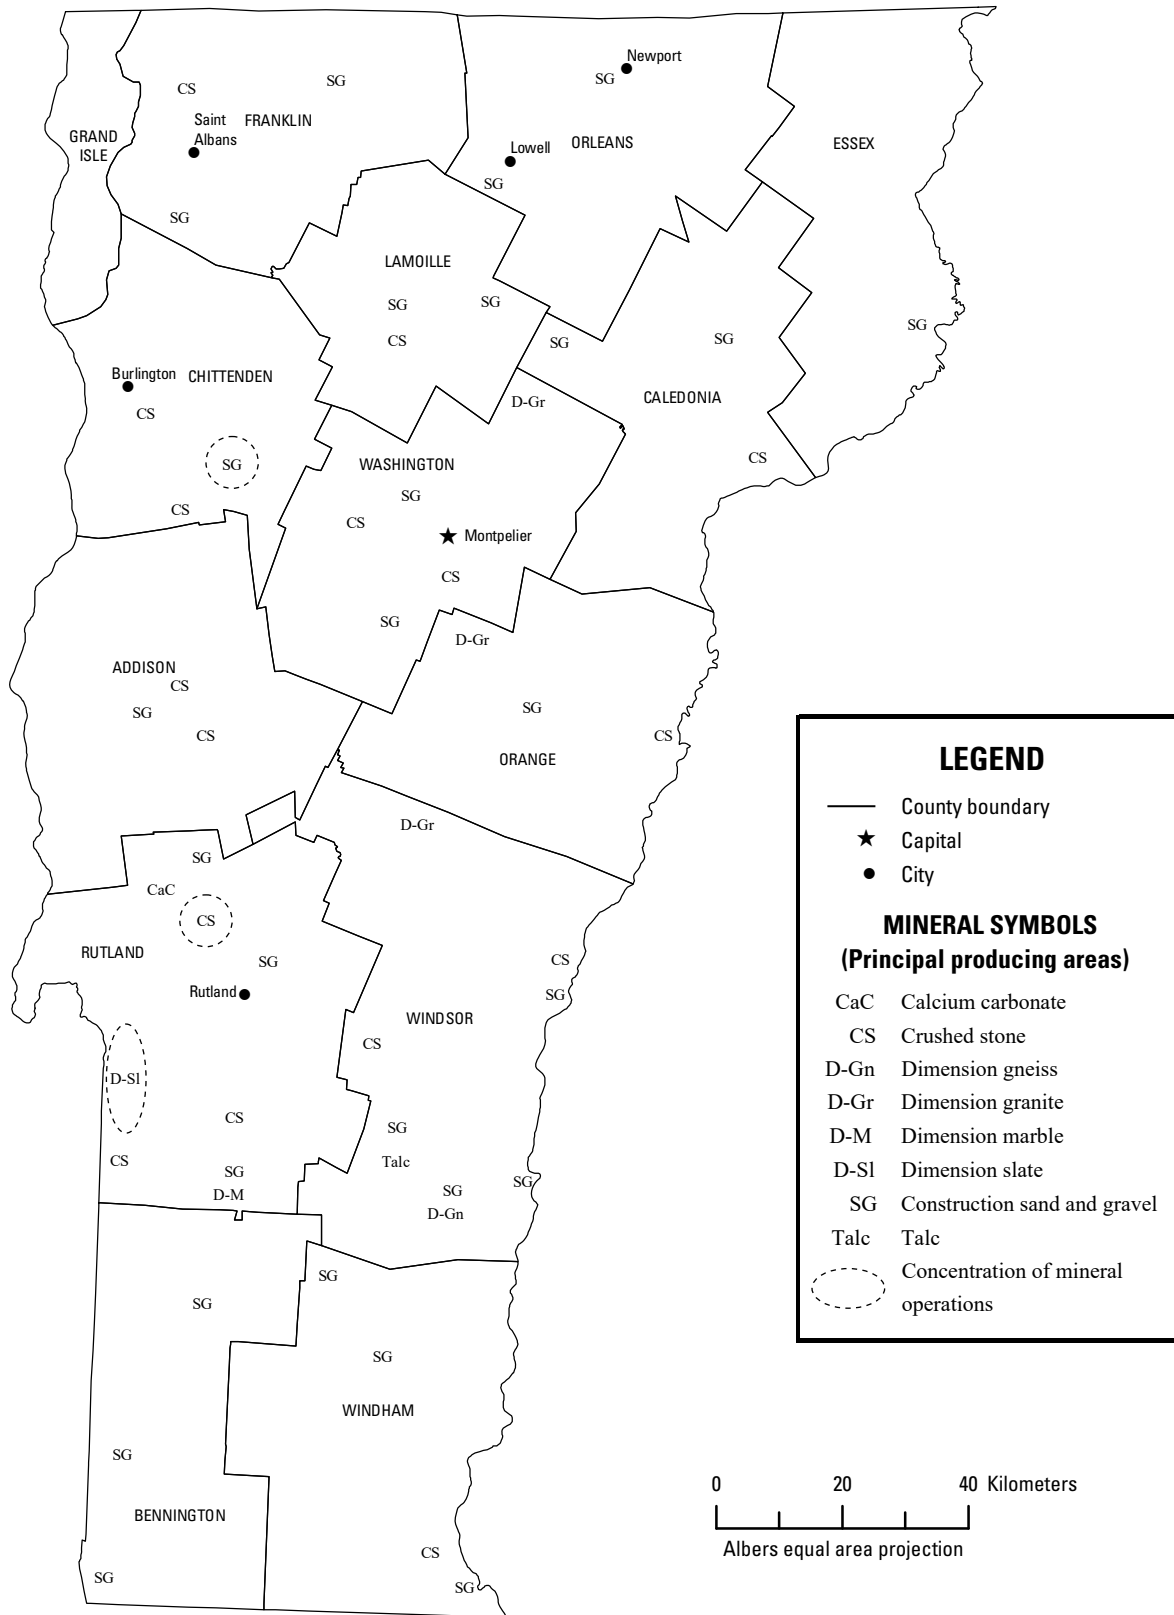 Newport
SG
CS
SG
Saint
Albans
FRANKLIN
GRAND
ISLE
ORLEANS
ESSEX
Lowell
SG
SG
LAMOILLE
SG
SG
CS
SG
SG
SG
Burlington
CHITTENDEN
CALEDONIA
D-Gr
CS
SG
WASHINGTON
CS
SG
CS
CS
Montpelier
CS
SG
D-Gr
ADDISON
CS
SG
CS
SG
CS
ORANGE
D-Gr
SG
CaC
CS
RUTLAND
SG
Rutland
CS
SG
WINDSOR
CS
D-Sl
CS
SG
CS
Talc
SG
D-M
SG
SG
D-Gn
SG
SG
SG
WINDHAM
SG
BENNINGTON
CS
SG
SG
LEGEND
County boundary
Capital
City
MINERAL SYMBOLS
(Principal producing areas)
CaC Calcium carbonate
CS Crushed stone
D-Gn Dimension gneiss
D-Gr Dimension granite
D-M Dimension marble
D-Sl Dimension slate
SG Construction sand and gravel
Talc Talc
Concentration of mineral
operations
0 20 40 Kilometers
Albers equal area projection